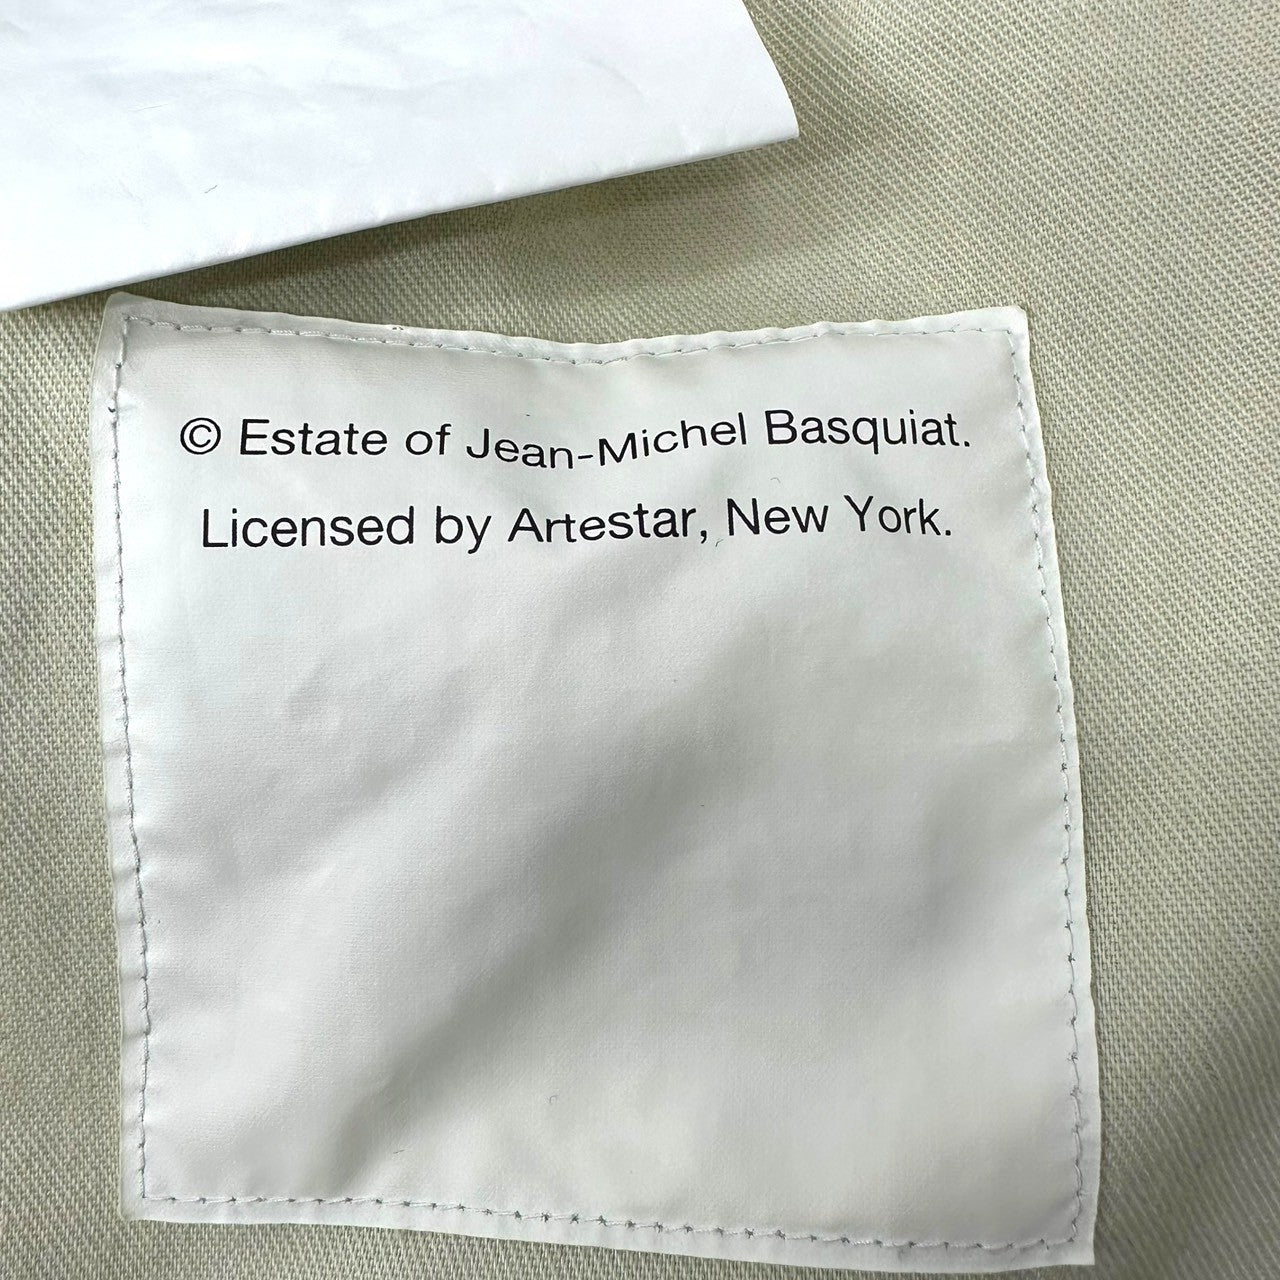 © Estate of Jean-Michel Basquiat.
Licensed by Artestar, New York.